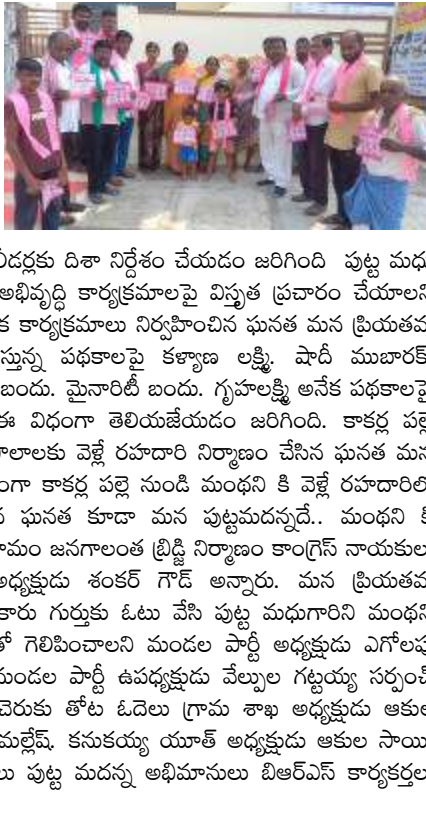 లీడర్లకు దిశా నిర్దేశం చేయడం జరిగింది పుట్ట మధు
అభివృద్ధి కార్యక్రమాలపై విస్తృత ప్రచారం చేయాలని
క కార్యక్రమాలు నిర్వహించిన ఘనత మన ప్రియతమ
స్తున్న పథకాలపై కళ్యాణ లక్ష్మి. షాదీ ముబారక్
బందు. మైనారిటీ బందు. గృహలక్ష్మి అనేక పథకాలపై
ఈ విధంగా తెలియజేయడం జరిగింది. కాకర్ల పల్లె
లాలకు వెళ్లే రహదారి నిర్మాణం చేసిన ఘనత మన
ంగా కాకర్ల పల్లె నుండి మంథని కి వెళ్లే రహదారిలో
ఘనత కూడా మన పుట్టమదన్నదే.. మంథని కి
ామం జనగాలంత బ్రిడ్జి నిర్మాణం కాంగ్రెస్ నాయకుల
అధ్యక్షుడు శంకర్ గౌడ్ అన్నారు. మన ప్రియతమ
కారు గుర్తుకు ఓటు వేసి పుట్ట మధుగారిని మంథని
తో గెలిపించాలని మండల పార్టీ అధ్యక్షుడు ఎగోలపు
మండల పార్టీ ఉపధ్యక్షుడు వేల్పుల గట్టయ్య సర్పంచ్
చెరుకు తోట ఓదెలు గ్రామ శాఖ అధ్యక్షుడు ఆకుల
మల్లేష్. కనుకయ్య యూత్ అధ్యక్షుడు ఆకుల సాయి
లు పుట్ట మదన్న అభిమానులు బిఆర్ఎస్ కార్యకర్తల